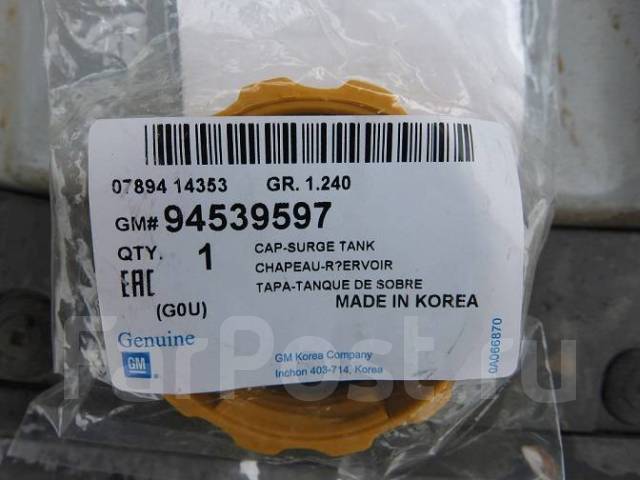 07894 14353 GR. 1.240
GM# 94539597
QTY. 1 CAP-SURGE TANK
CHAPEAU-R?ERVOIR
EAC TAPA-TANQUE DE SOBRE
(G0U) MADE IN KOREA
Genuine
GM
GM Korea Company
Inchon 403-714, Korea
0A066870
FarPost.ru